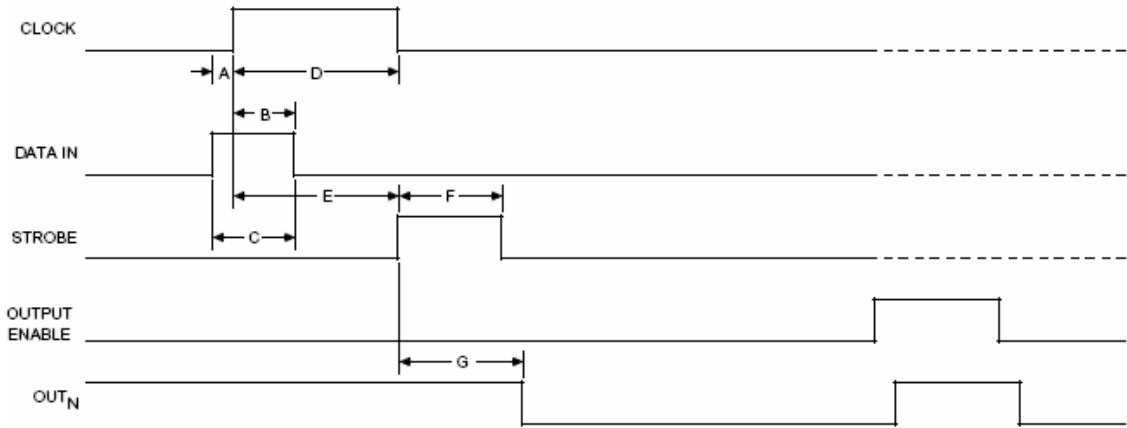 CLOCK
A
D
B
DATA IN
E
F
STROBE
C
OUTPUT
ENABLE
G
OUTN